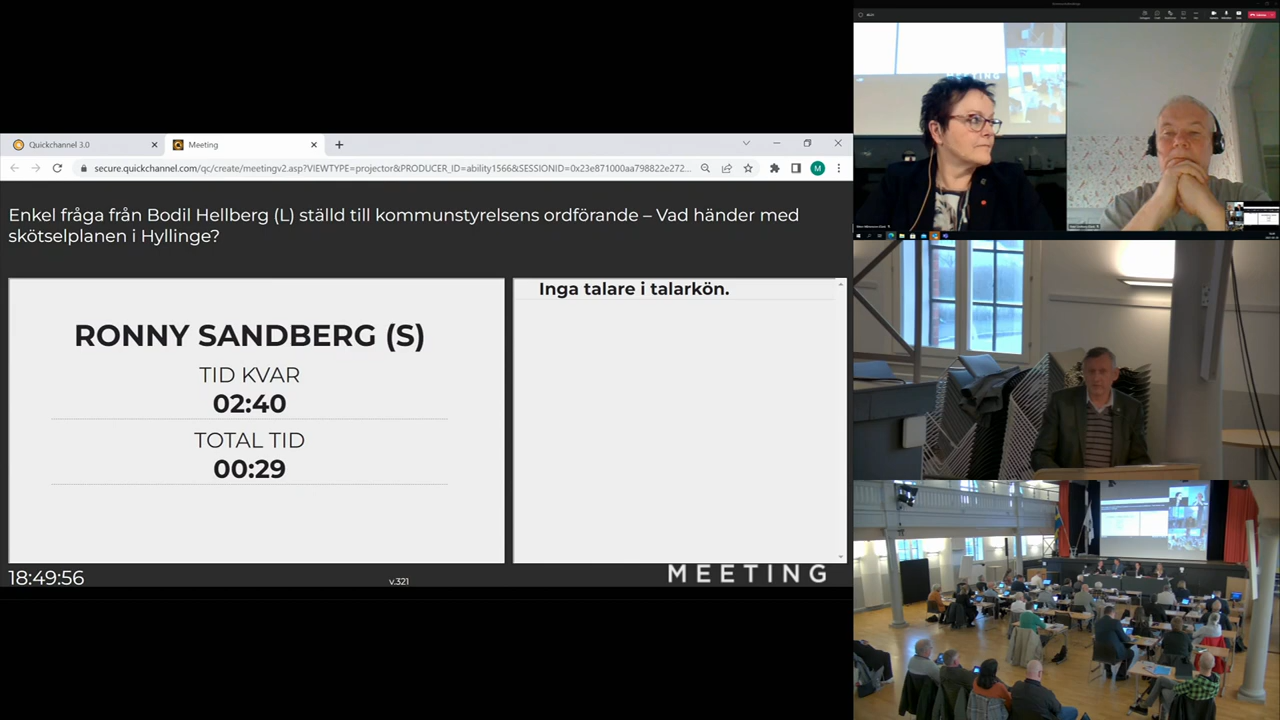 Quickchannel 3.0
Meeting
secure.quickchannel.com/qc/create/meetingv2.asp?VIEWTYPE=projector&PRODUCER_ID=ability1566&SESSIONID=0x23e871000aa798822e272...
M
Enkel fråga från Bodil Hellberg (L) ställd till kommunstyrelsens ordförande – Vad händer med
skötselplanen i Hyllinge?
RONNY SANDBERG (S)
TID KVAR
02:40
TOTAL TID
00:29
Inga talare i talarkön.
18:49:56
v.321
MEETING
MEETING